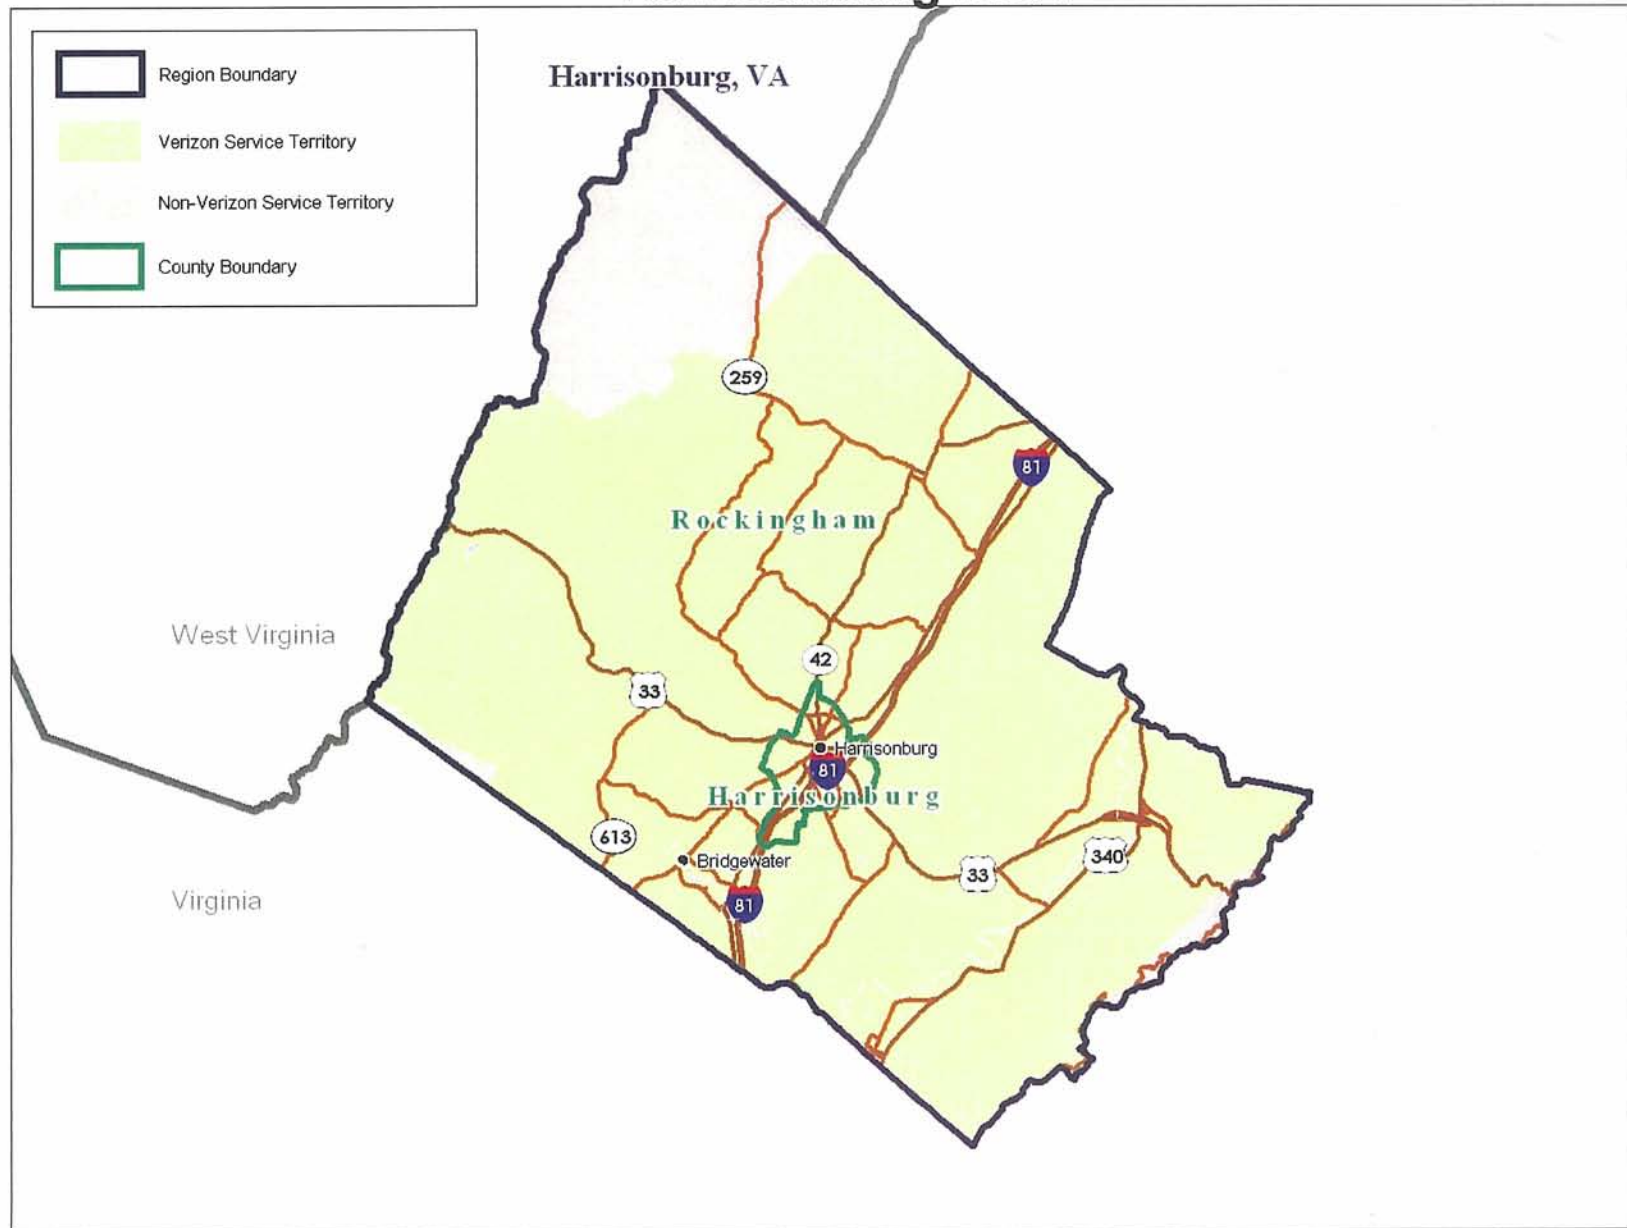 Region Boundary
Verizon Service Territory
Non-Verizon Service Territory
County Boundary
Harrisonburg, VA
259
81
Rockingham
West Virginia
42
33
Harrisonburg
81
Harrisonburg
613
Bridgewater
33
340
81
Virginia